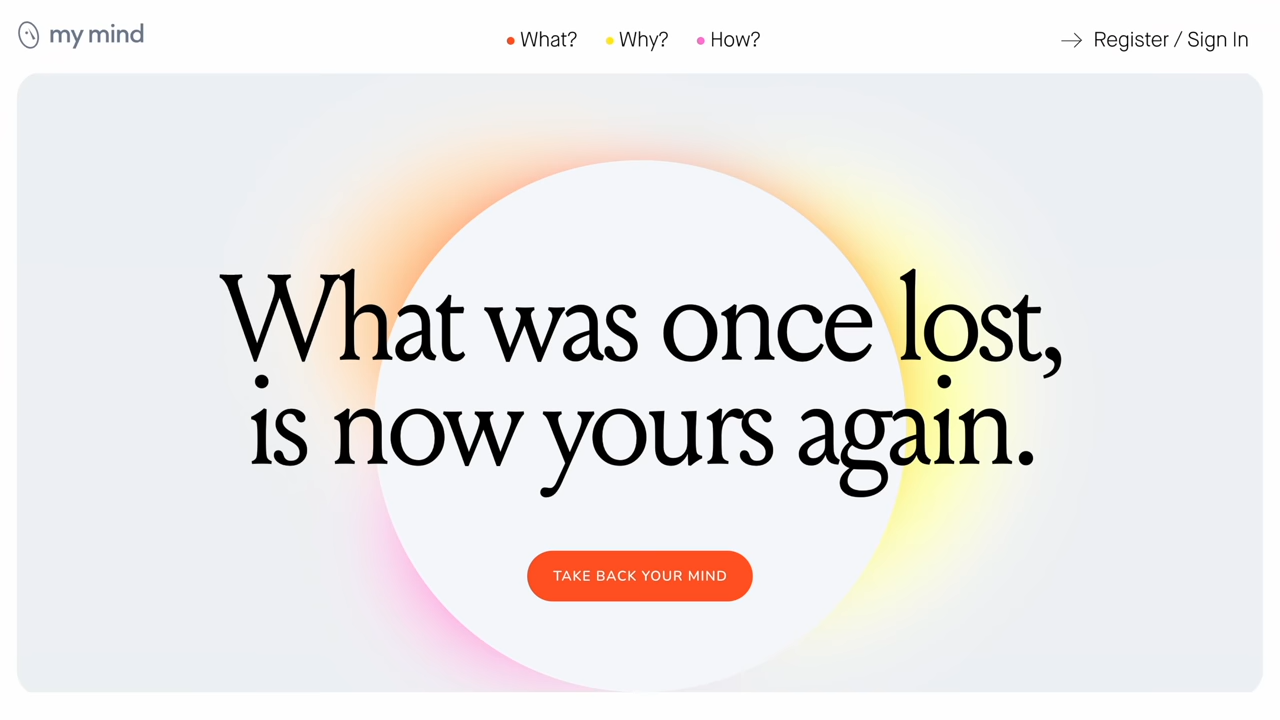 my mind
What?
Why?
How?
Register / Sign In
What was once lost,
is now yours again.
TAKE BACK YOUR MIND